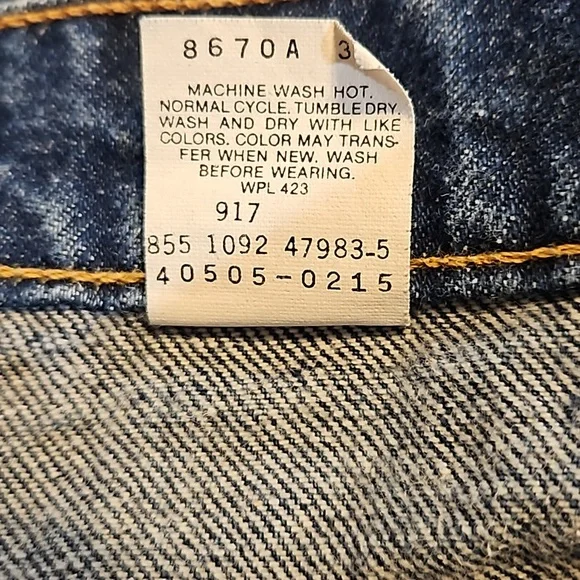 8670A 3
MACHINE WASH HOT.
NORMAL CYCLE. TUMBLE DRY.
WASH AND DRY WITH LIKE
COLORS. COLOR MAY TRANS-
FER WHEN NEW. WASH
BEFORE WEARING.
WPL 423
917
855 1092 47983-5
40505-0215